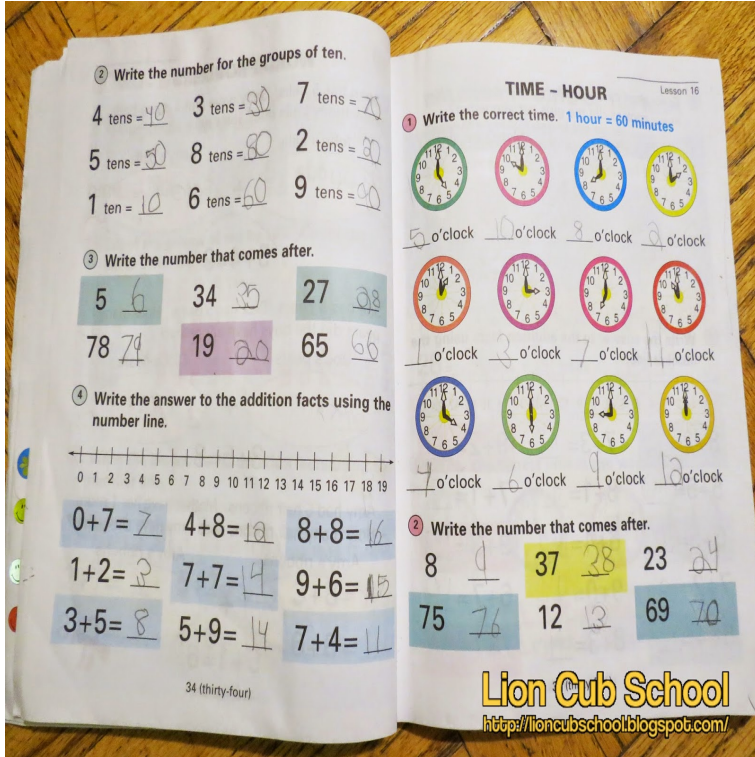 2 Write the number for the groups of ten.
4 tens = 40 3 tens = 30 7 tens = 70
5 tens = 50 8 tens = 80 2 tens = 20
1 ten = 10 6 tens = 60 9 tens = 90
3 Write the number that comes after.
5 6 34 35 27 28
78 79 19 20 65 66
4 Write the answer to the addition facts using the
number line.
0 1 2 3 4 5 6 7 8 9 10 11 12 13 14 15 16 17 18 19
0+7= 7 4+8= 12 8+8= 16
1+2= 3 7+7= 14 9+6= 15
3+5= 8 5+9= 14 7+4= 11
34 (thirty-four)
TIME – HOUR
Lesson 16
1 Write the correct time. 1 hour = 60 minutes
5 o'clock 10 o'clock 8 o'clock 2 o'clock
1 o'clock 3 o'clock 7 o'clock 11 o'clock
4 o'clock 6 o'clock 9 o'clock 12 o'clock
2 Write the number that comes after.
8 9 37 38 23 24
75 76 12 13 69 70
Lion Cub School
http://lioncubschool.blogspot.com/